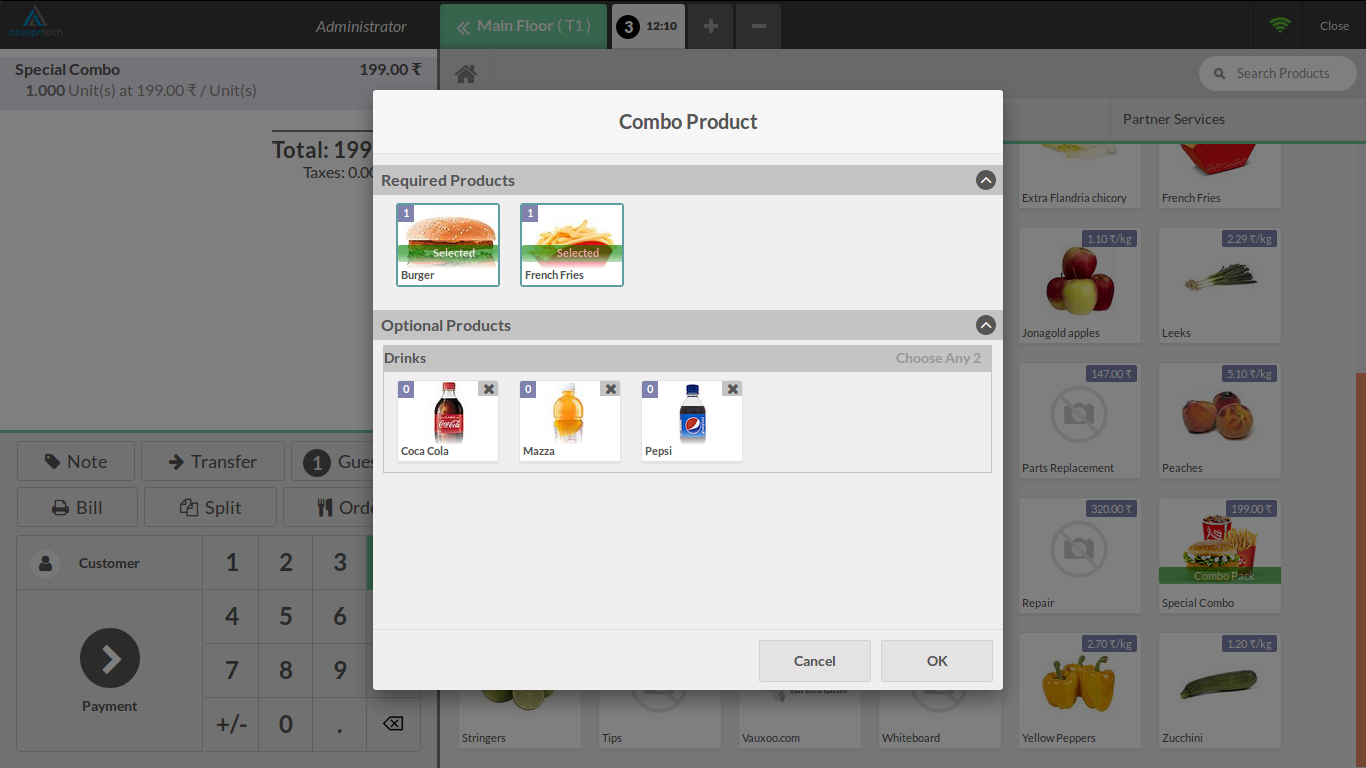 acespritech
Administrator
Main Floor ( T1 )
3 12:10
Close
Special Combo 199.00 ₹
1.000 Unit(s) at 199.00 ₹ / Unit(s)
Search Products
Partner Services
Total: 199
Taxes: 0.00
Combo Product
Required Products
1
Selected
Burger
1
Selected
French Fries
Optional Products
Drinks Choose Any 2
0
Coca Cola
0
Mazza
0
Pepsi
Cancel OK
Extra Flandria chicory
French Fries
1.10 ₹/kg
Jonagold apples
2.29 ₹/kg
Leeks
147.00 ₹
Parts Replacement
5.10 ₹/kg
Peaches
320.00 ₹
Repair
199.00 ₹
Combo Pack
Special Combo
2.70 ₹/kg
Yellow Peppers
1.20 ₹/kg
Zucchini
Stringers
Tips
Open Source Specialist
Vauxoo.com
Whiteboard
Note Transfer 1 Gues
Bill Split Orde
Customer
Payment
1 2 3
4 5 6
7 8 9
+/- 0 .